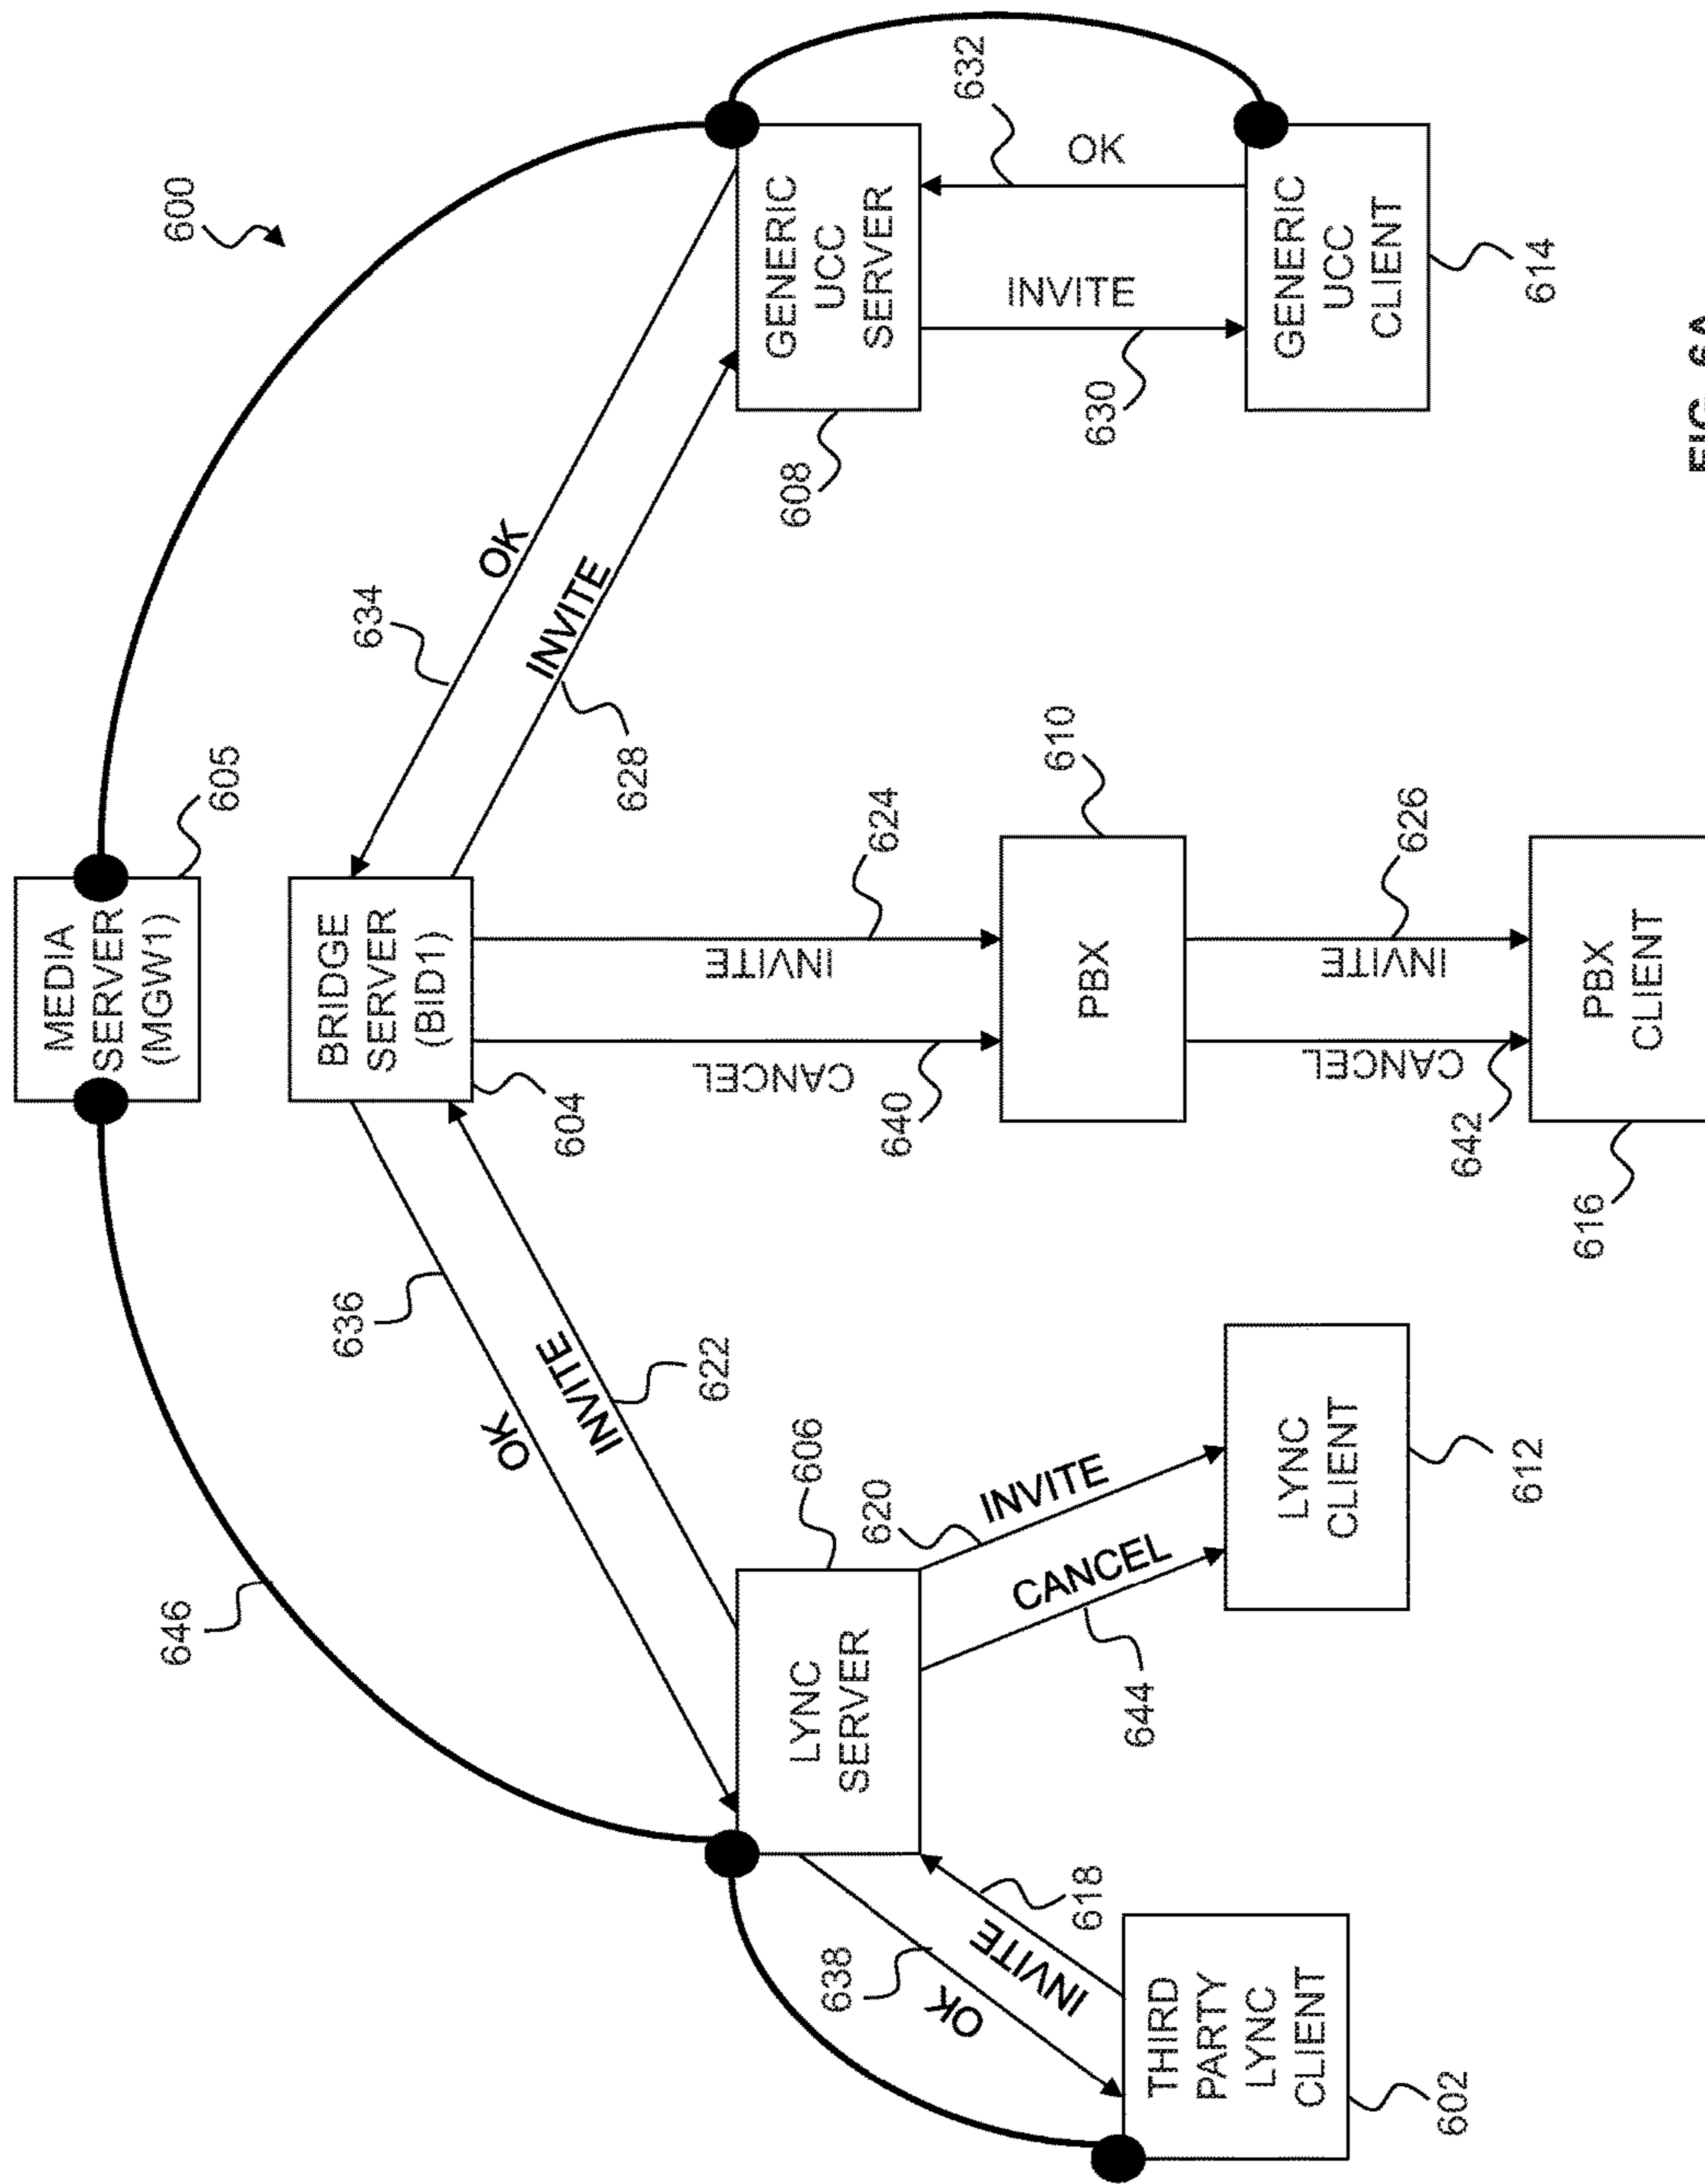 MEDIA
SERVER
(MGW1)
605
600
646
BRIDGE
SERVER
(BID1)
604
636
634
OK
OK
INVITE
INVITE
622
628
LYNC
SERVER
606
INVITE
624
CANCEL
640
GENERIC
UCC
SERVER
608
638
OK
INVITE
618
620
INVITE
CANCEL
644
PBX
610
INVITE
630
OK
632
THIRD
PARTY
LYNC
CLIENT
602
LYNC
CLIENT
612
INVITE
626
CANCEL
642
GENERIC
UCC
CLIENT
614
PBX
CLIENT
616
FIG. 6A